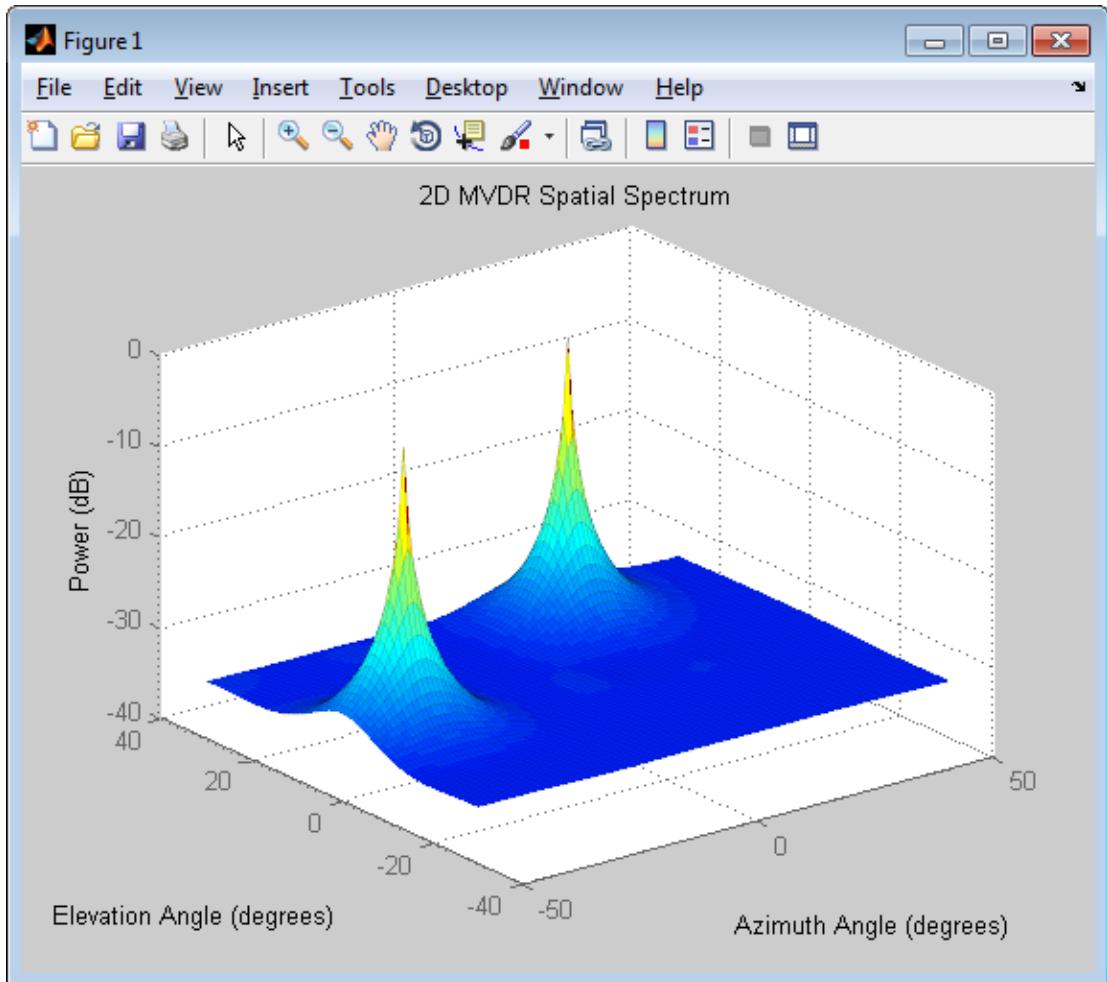 Figure 1
File Edit View Insert Tools Desktop Window Help
2D MVDR Spatial Spectrum
0
-10
-20
-30
-40
Power (dB)
40
20
0
-20
-40
Elevation Angle (degrees)
-50
0
50
Azimuth Angle (degrees)